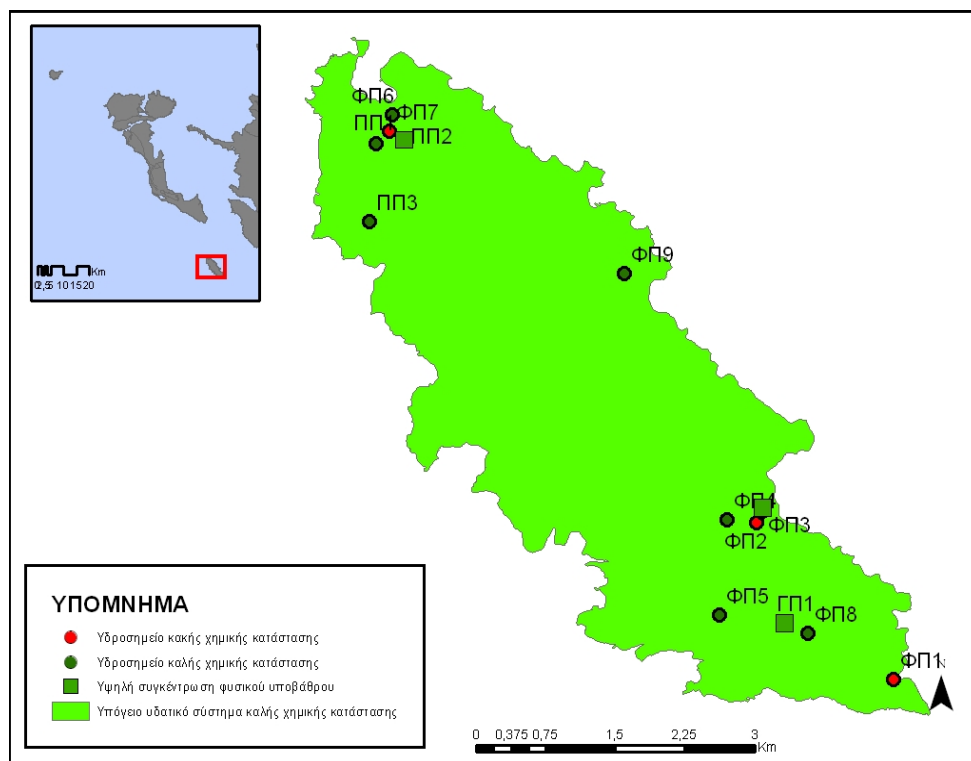 ΦΠ6
ΦΠ7
ΠΠ1
ΠΠ2
ΠΠ3
ΦΠ9
Km
ΦΠ4
ΦΠ3
ΦΠ2
ΦΠ5
ΓΠ1
ΦΠ8
ΦΠ1
N
ΥΠΟΜΝΗΜΑ
Υδροσημείο κακής χημικής κατάστασης
Υδροσημείο καλής χημικής κατάστασης
Υψηλή συγκέντρωση φυσικού υποβάθρου
Υπόγειο υδατικό σύστημα καλής χημικής κατάστασης
0 0,375 0,75 1,5 2,25 3
Km